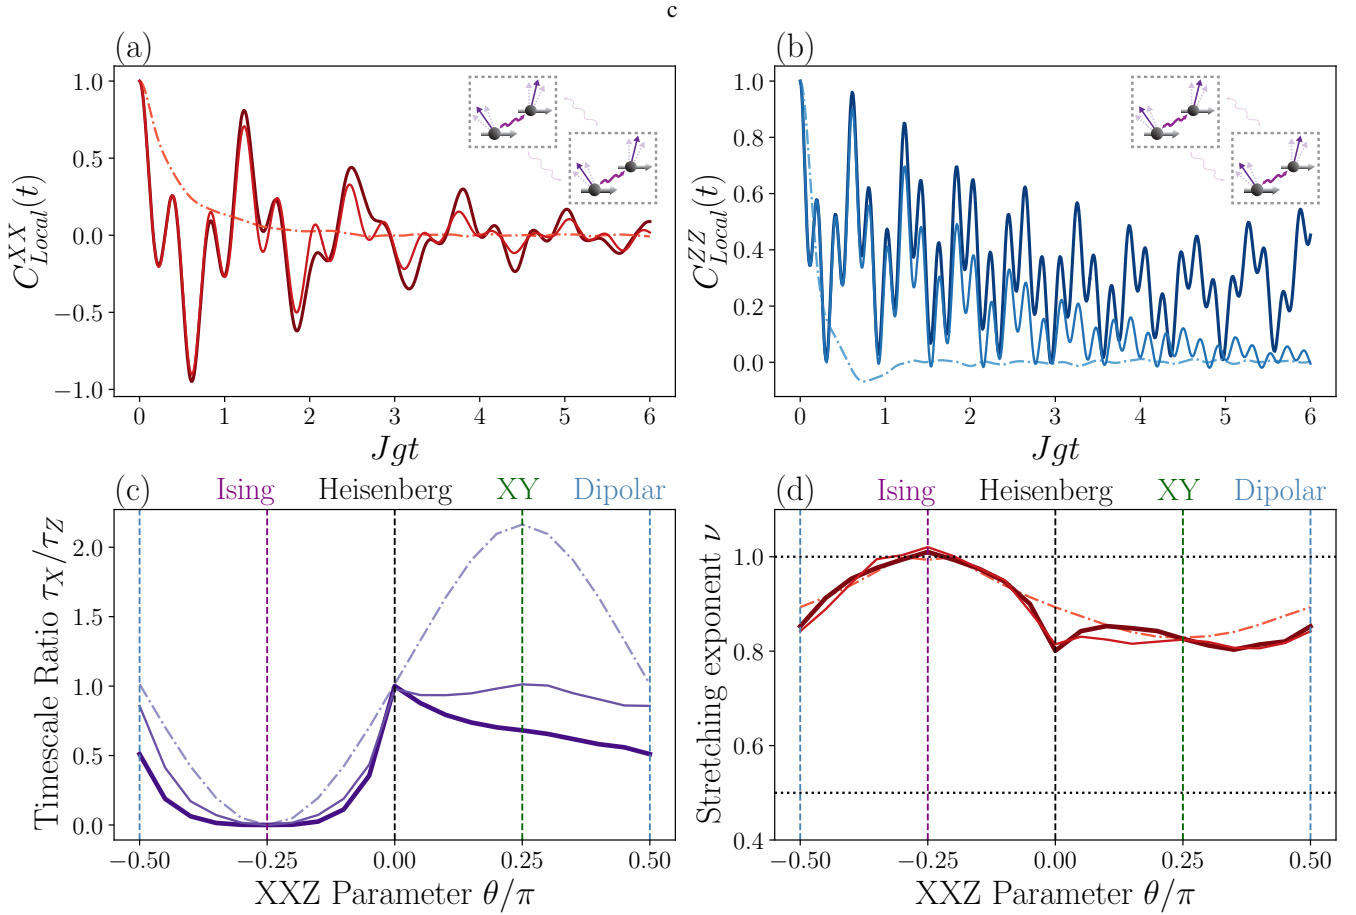 c
(a)
1.0
0.5
0.0
−0.5
−1.0
C^{XX}_{Local}(t)
0 1 2 3 4 5 6
Jgt
(b)
1.0
0.8
0.6
0.4
0.2
0.0
C^{ZZ}_{Local}(t)
0 1 2 3 4 5 6
Jgt
(c) Ising Heisenberg XY Dipolar
2.0
1.5
1.0
0.5
0.0
Timescale Ratio τ_X/τ_Z
−0.50 −0.25 0.00 0.25 0.50
XXZ Parameter θ/π
(d) Ising Heisenberg XY Dipolar
1.0
0.8
0.6
0.4
Stretching exponent ν
−0.50 −0.25 0.00 0.25 0.50
XXZ Parameter θ/π